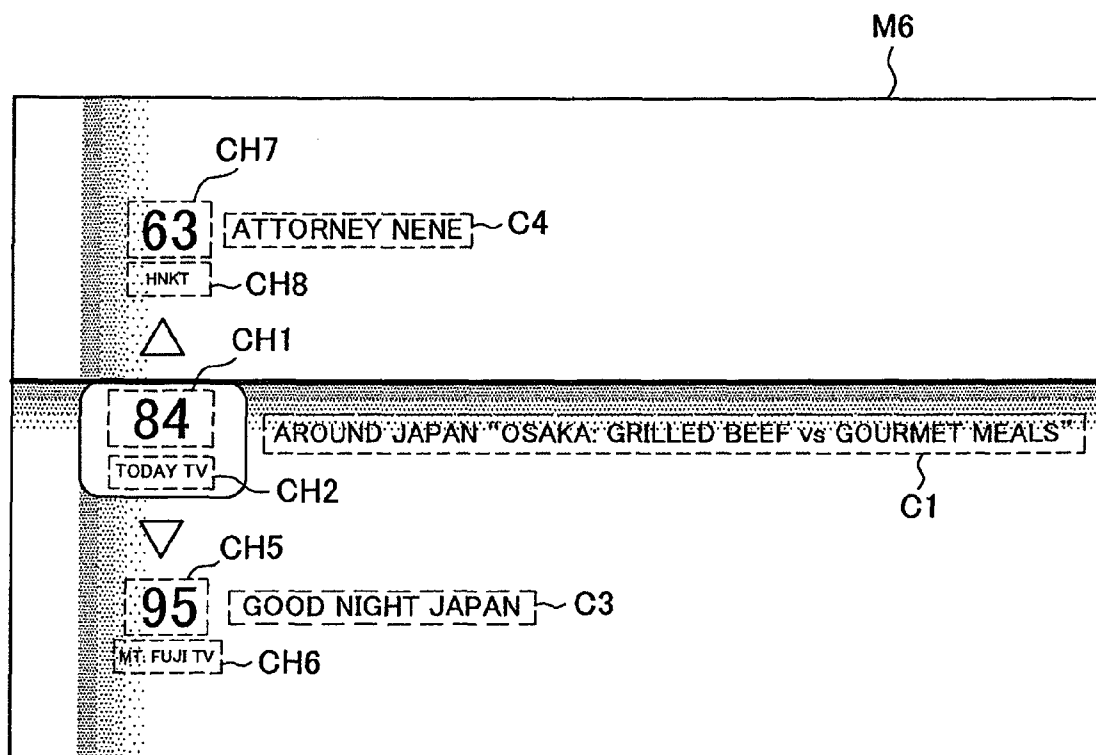 M6
CH7
63 ATTORNEY NENE C4
HNKT CH8
CH1
84
AROUND JAPAN “OSAKA: GRILLED BEEF vs GOURMET MEALS”
TODAY TV
CH2 C1
CH5
95 GOOD NIGHT JAPAN C3
MT. FUJI TV CH6